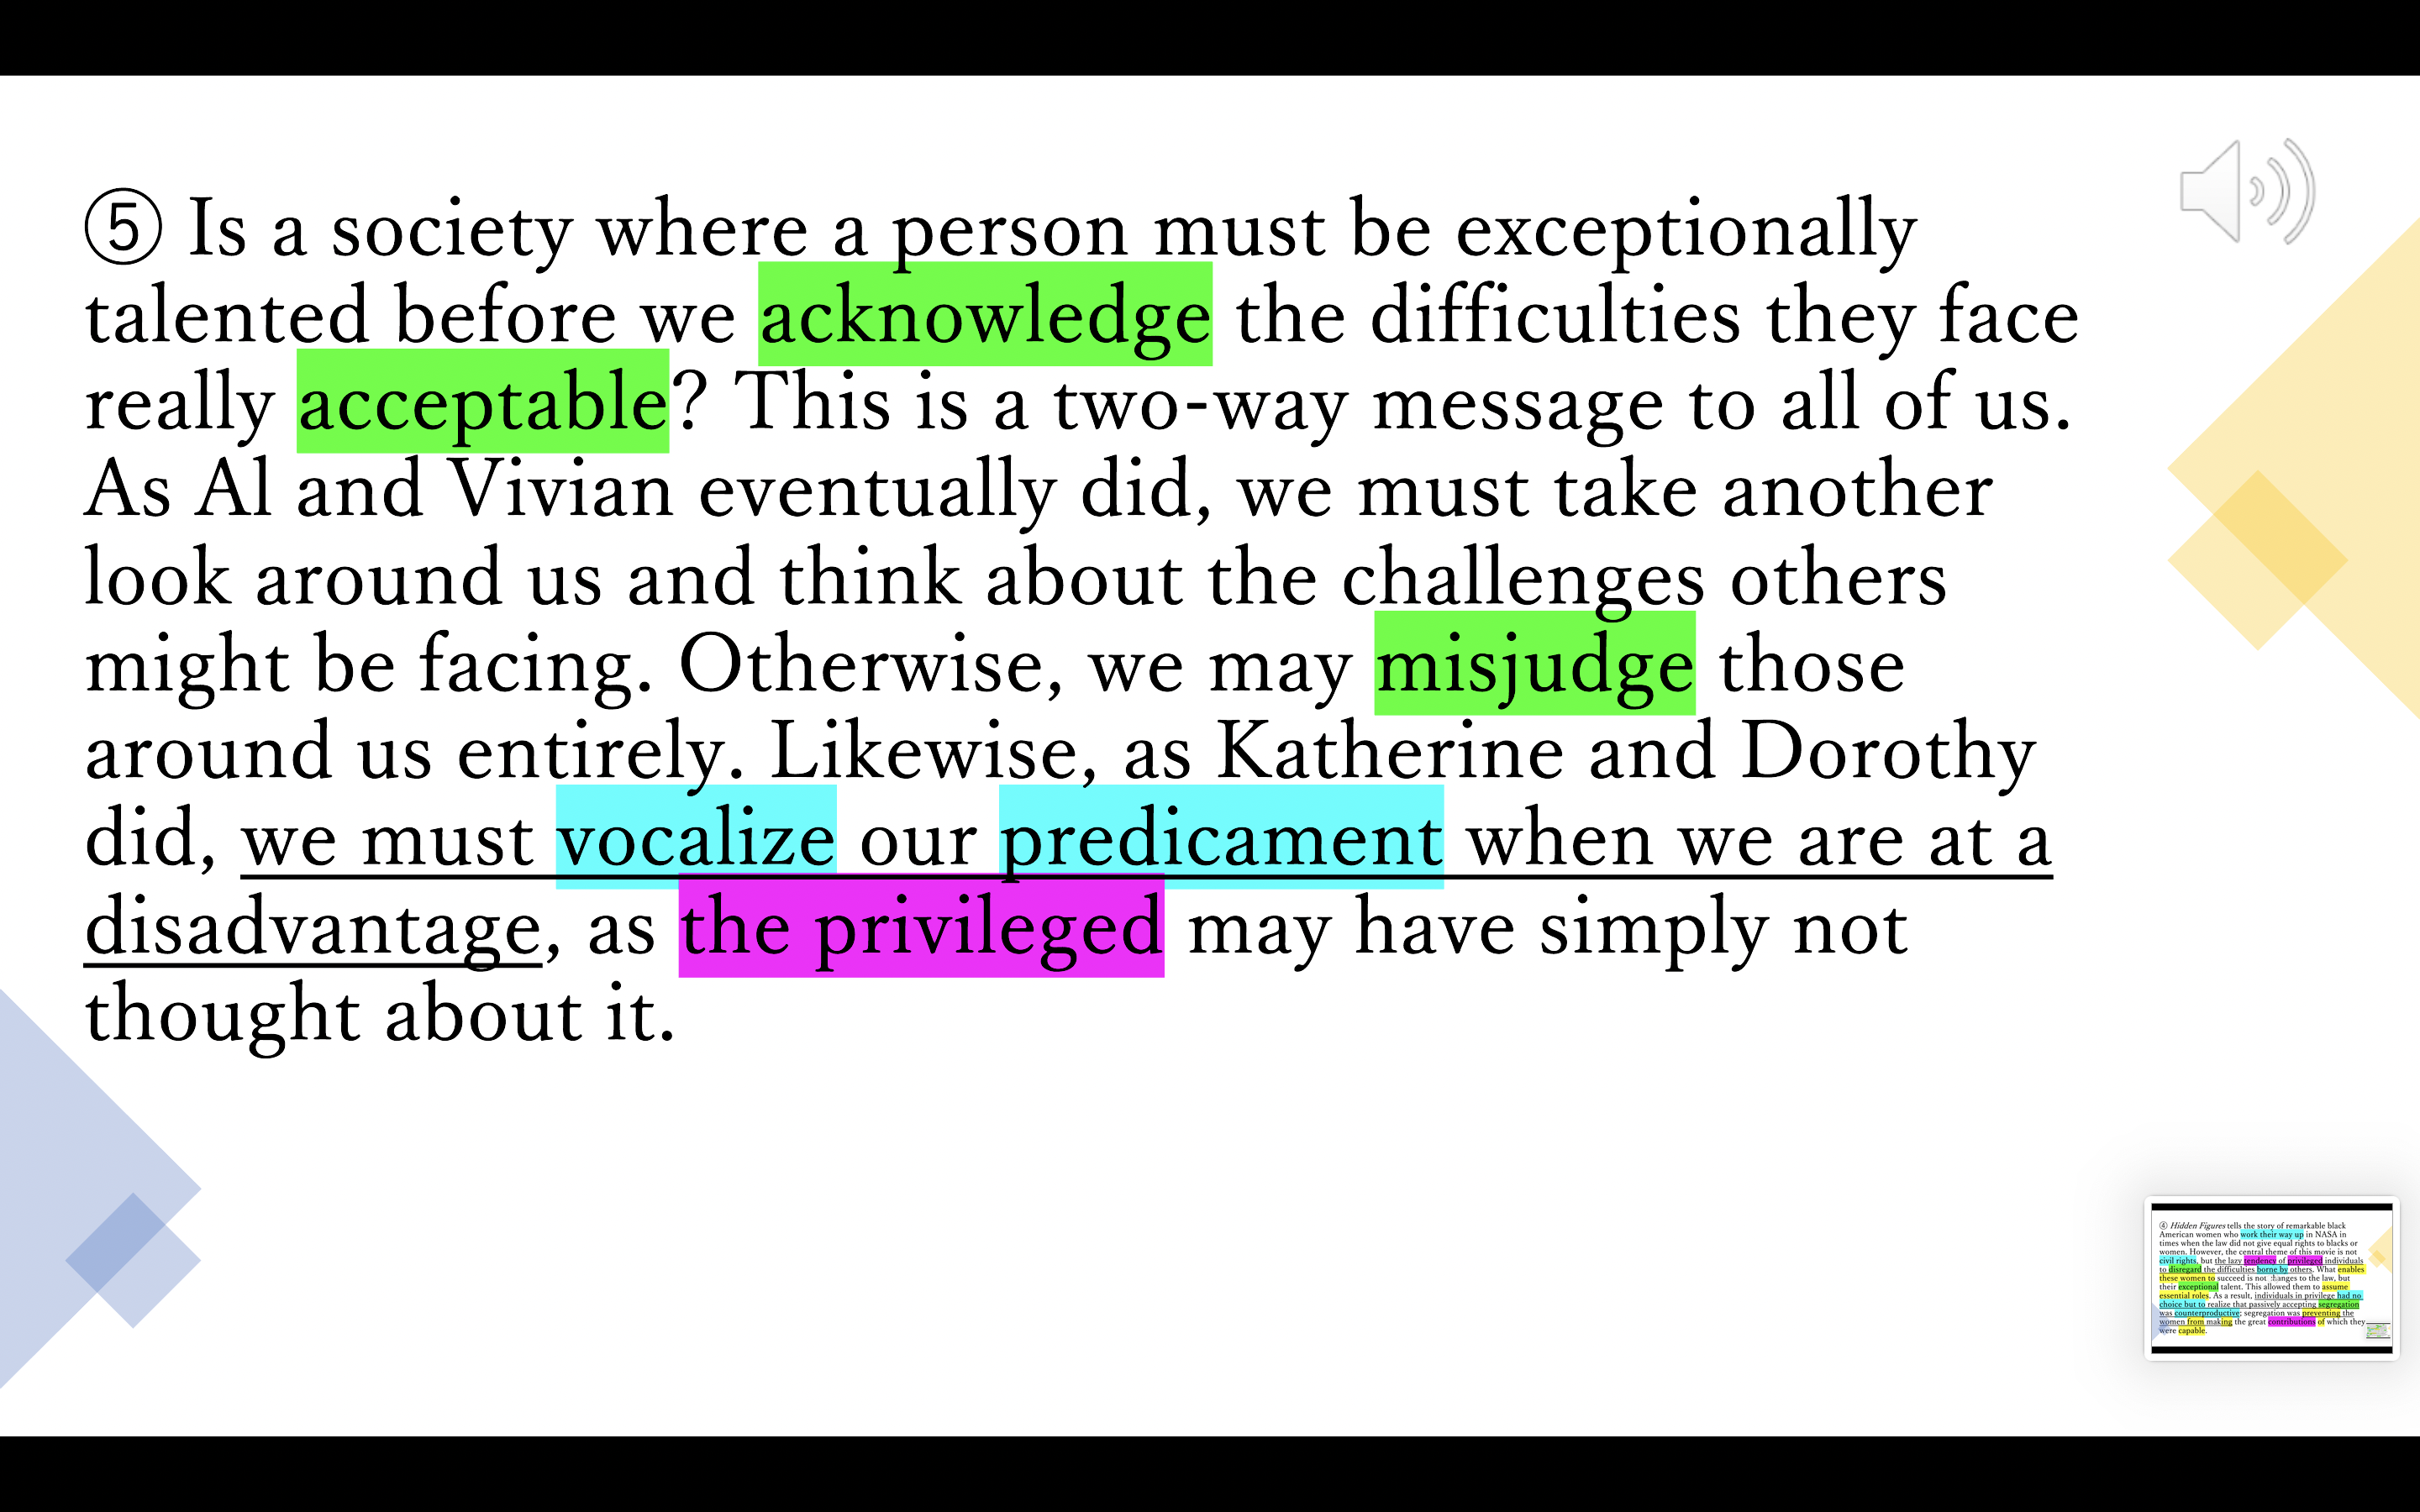 ⑤ Is a society where a person must be exceptionally
talented before we acknowledge the difficulties they face
really acceptable? This is a two-way message to all of us.
As Al and Vivian eventually did, we must take another
look around us and think about the challenges others
might be facing. Otherwise, we may misjudge those
around us entirely. Likewise, as Katherine and Dorothy
did, we must vocalize our predicament when we are at a
disadvantage, as the privileged may have simply not
thought about it.
④ Hidden Figures tells the story of remarkable black
American women who work their way up in NASA in
times when the law did not give equal rights to blacks or
women. However, the central theme of this movie is not
civil rights, but the lazy tendency of privileged individuals
to disregard the difficulties borne by others. What enables
these women to succeed is not changes to the law, but
their exceptional talent. This allowed them to assume
essential roles. As a result, individuals in privilege had no
choice but to realize that passively accepting segregation
was counterproductive; segregation was preventing the
women from making the great contributions of which they
were capable.